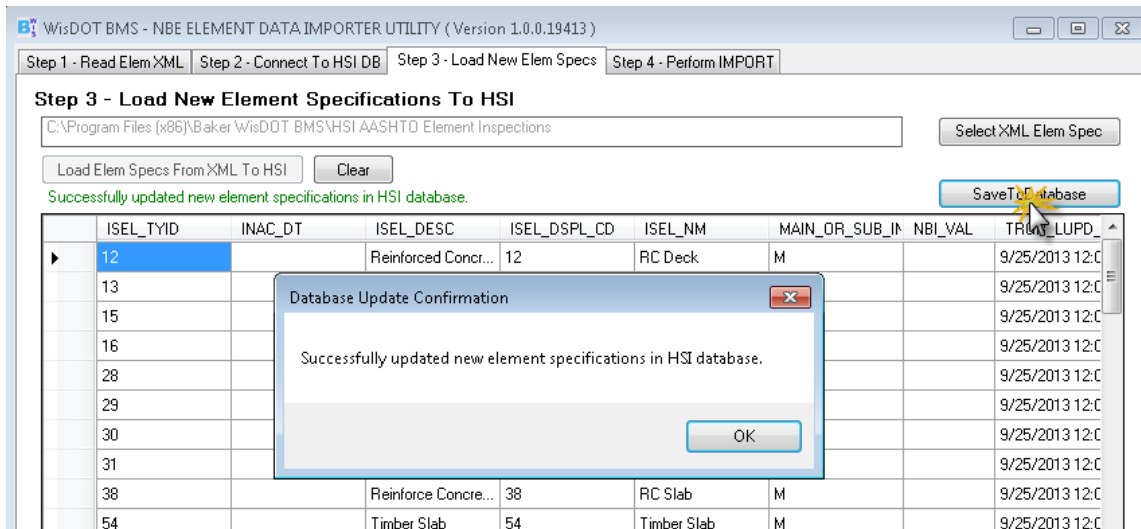 WisDOT BMS - NBE ELEMENT DATA IMPORTER UTILITY ( Version 1.0.0.19413 )
Step 1 - Read Elem XML Step 2 - Connect To HSI DB Step 3 - Load New Elem Specs Step 4 - Perform IMPORT
Step 3 - Load New Element Specifications To HSI
C:\Program Files (x86)\Baker WisDOT BMS\HSI AASHTO Element Inspections Select XML Elem Spec
Load Elem Specs From XML To HSI Clear
Successfully updated new element specifications in HSI database. SaveToDatabase
ISEL_TYID INAC_DT ISEL_DESC ISEL_DSPL_CD ISEL_NM MAIN_OR_SUB_IN NBI_VAL
12 Reinforced Concr... 12 RC Deck M 9/25/2013 12:0
13 9/25/2013 12:0
Database Update Confirmation
15 9/25/2013 12:0
16 9/25/2013 12:0
Successfully updated new element specifications in HSI database.
28 9/25/2013 12:0
29 9/25/2013 12:0
30 9/25/2013 12:0
OK
31 9/25/2013 12:0
38 Reinforce Concre... 38 RC Slab M 9/25/2013 12:0
54 Timber Slab 54 Timber Slab M 9/25/2013 12:0